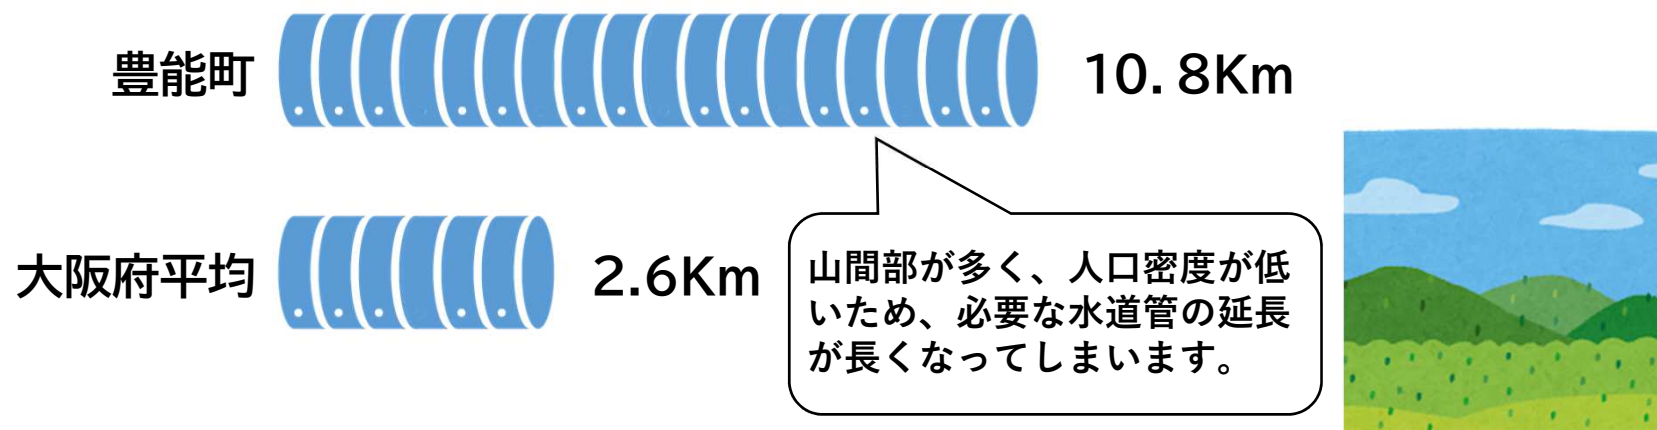 豊能町
10.8Km
大阪府平均
2.6Km
山間部が多く、人口密度が低
いため、必要な水道管の延長
が長くなってしまいます。